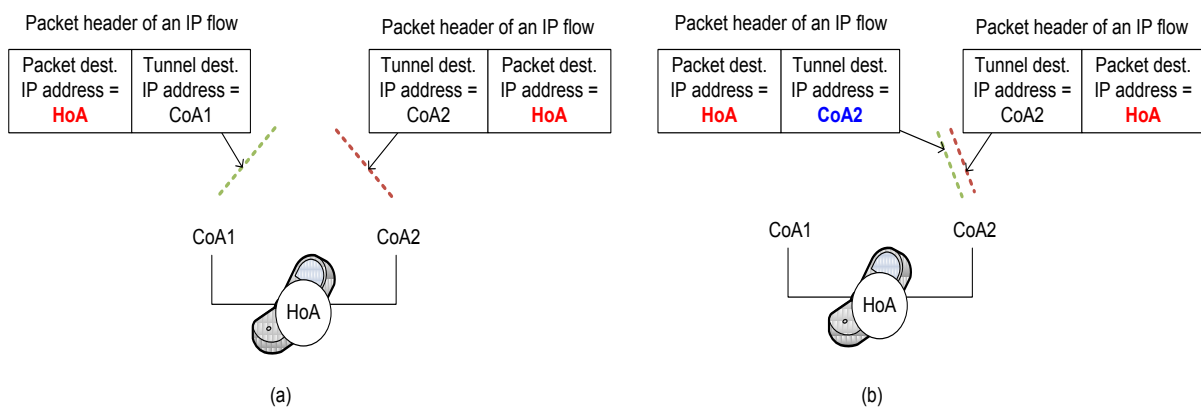 Packet header of an IP flow
Packet dest.
IP address =
HoA
Tunnel dest.
IP address =
CoA1
Packet header of an IP flow
Tunnel dest.
IP address =
CoA2
Packet dest.
IP address =
HoA
CoA1
CoA2
HoA
(a)
Packet header of an IP flow
Packet dest.
IP address =
HoA
Tunnel dest.
IP address =
CoA2
Packet header of an IP flow
Tunnel dest.
IP address =
CoA2
Packet dest.
IP address =
HoA
CoA1
CoA2
HoA
(b)